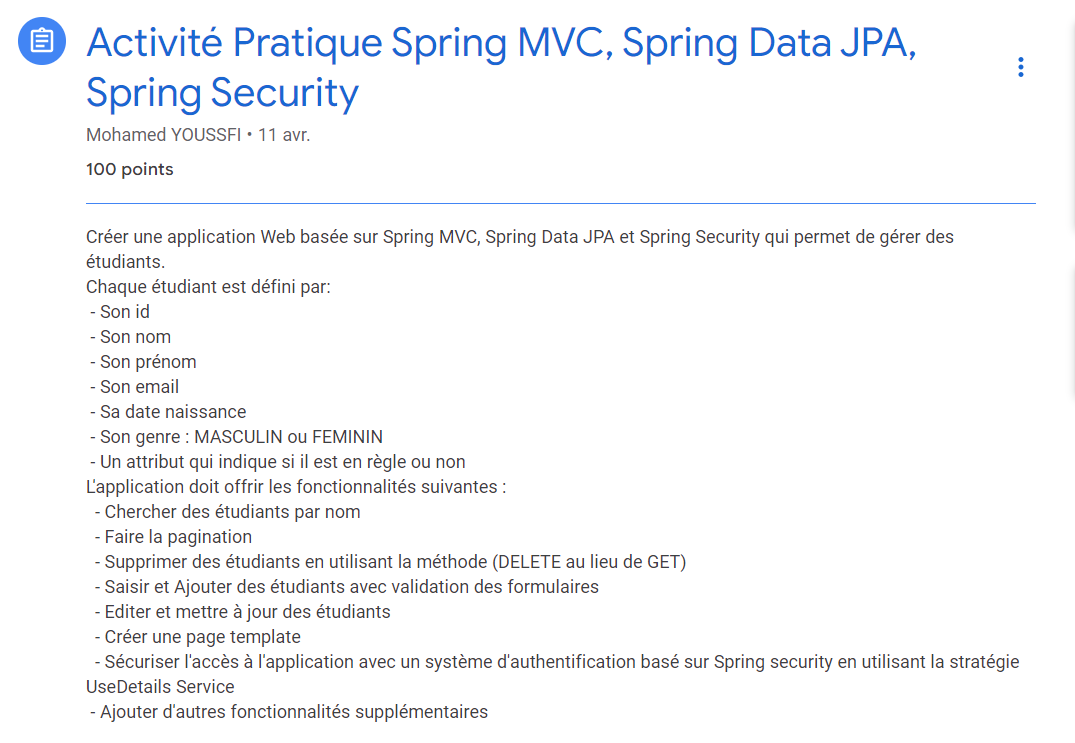 Activité Pratique Spring MVC, Spring Data JPA,
Spring Security
Mohamed YOUSSFI • 11 avr.
100 points
Créer une application Web basée sur Spring MVC, Spring Data JPA et Spring Security qui permet de gérer des
étudiants.
Chaque étudiant est défini par:
- Son id
- Son nom
- Son prénom
- Son email
- Sa date naissance
- Son genre : MASCULIN ou FEMININ
- Un attribut qui indique si il est en règle ou non
L'application doit offrir les fonctionnalités suivantes :
- Chercher des étudiants par nom
- Faire la pagination
- Supprimer des étudiants en utilisant la méthode (DELETE au lieu de GET)
- Saisir et Ajouter des étudiants avec validation des formulaires
- Editer et mettre à jour des étudiants
- Créer une page template
- Sécuriser l'accès à l'application avec un système d'authentification basé sur Spring security en utilisant la stratégie
UseDetails Service
- Ajouter d'autres fonctionnalités supplémentaires